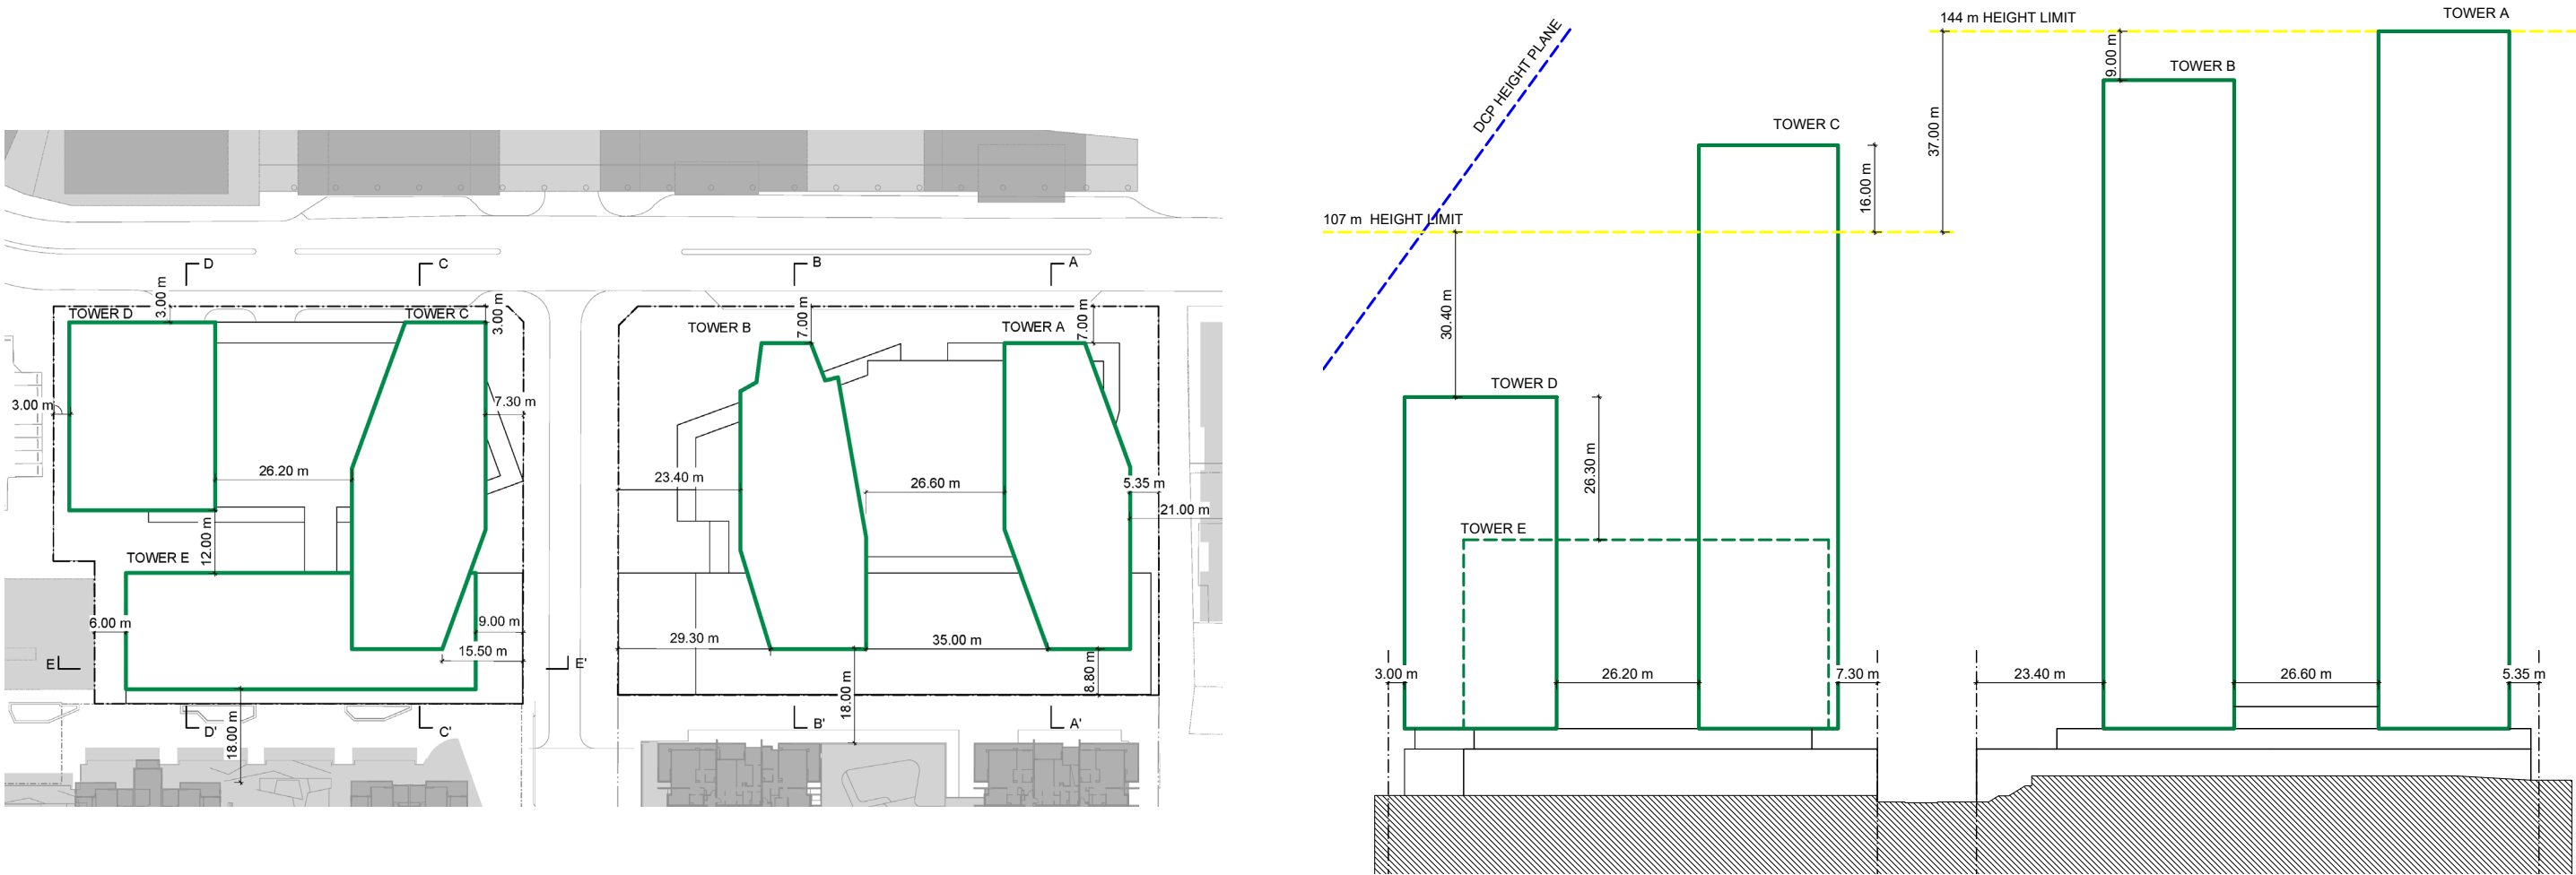 D
C
B
A
3.00 m
3.00 m
7.00 m
7.00 m
TOWER D
TOWER C
TOWER B
TOWER A
3.00 m
7.30 m
26.20 m
23.40 m
26.60 m
5.35 m
21.00 m
12.00 m
TOWER E
6.00 m
9.00 m
29.30 m
35.00 m
15.50 m
E
E'
8.80 m
18.00 m
D'
C'
B'
A'
18.00 m
TOWER A
144 m HEIGHT LIMIT
9.00 m
TOWER B
DCP HEIGHT PLANE
37.00 m
TOWER C
16.00 m
107 m HEIGHT LIMIT
30.40 m
TOWER D
26.30 m
TOWER E
3.00 m
26.20 m
7.30 m
23.40 m
26.60 m
5.35 m